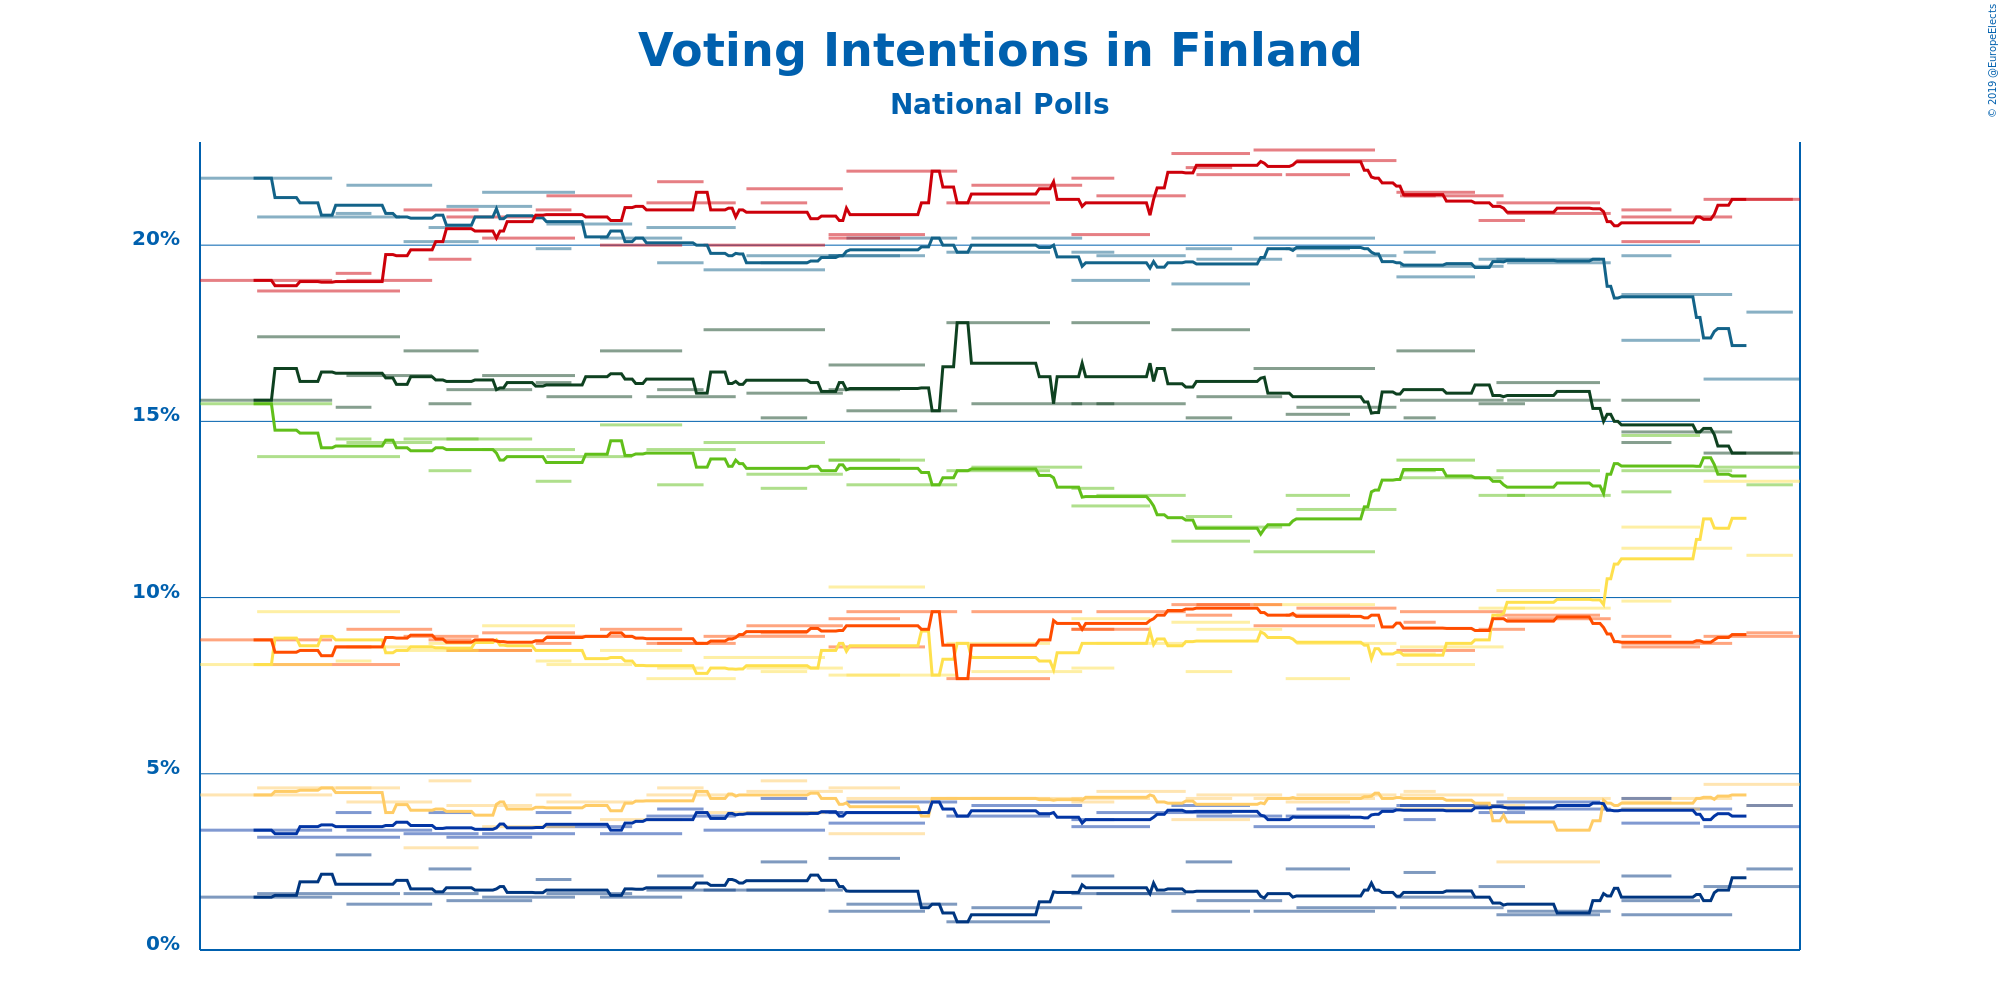 Voting Intentions in Finland
National Polls
© 2019 @EuropeElects
20%
15%
10%
5%
0%